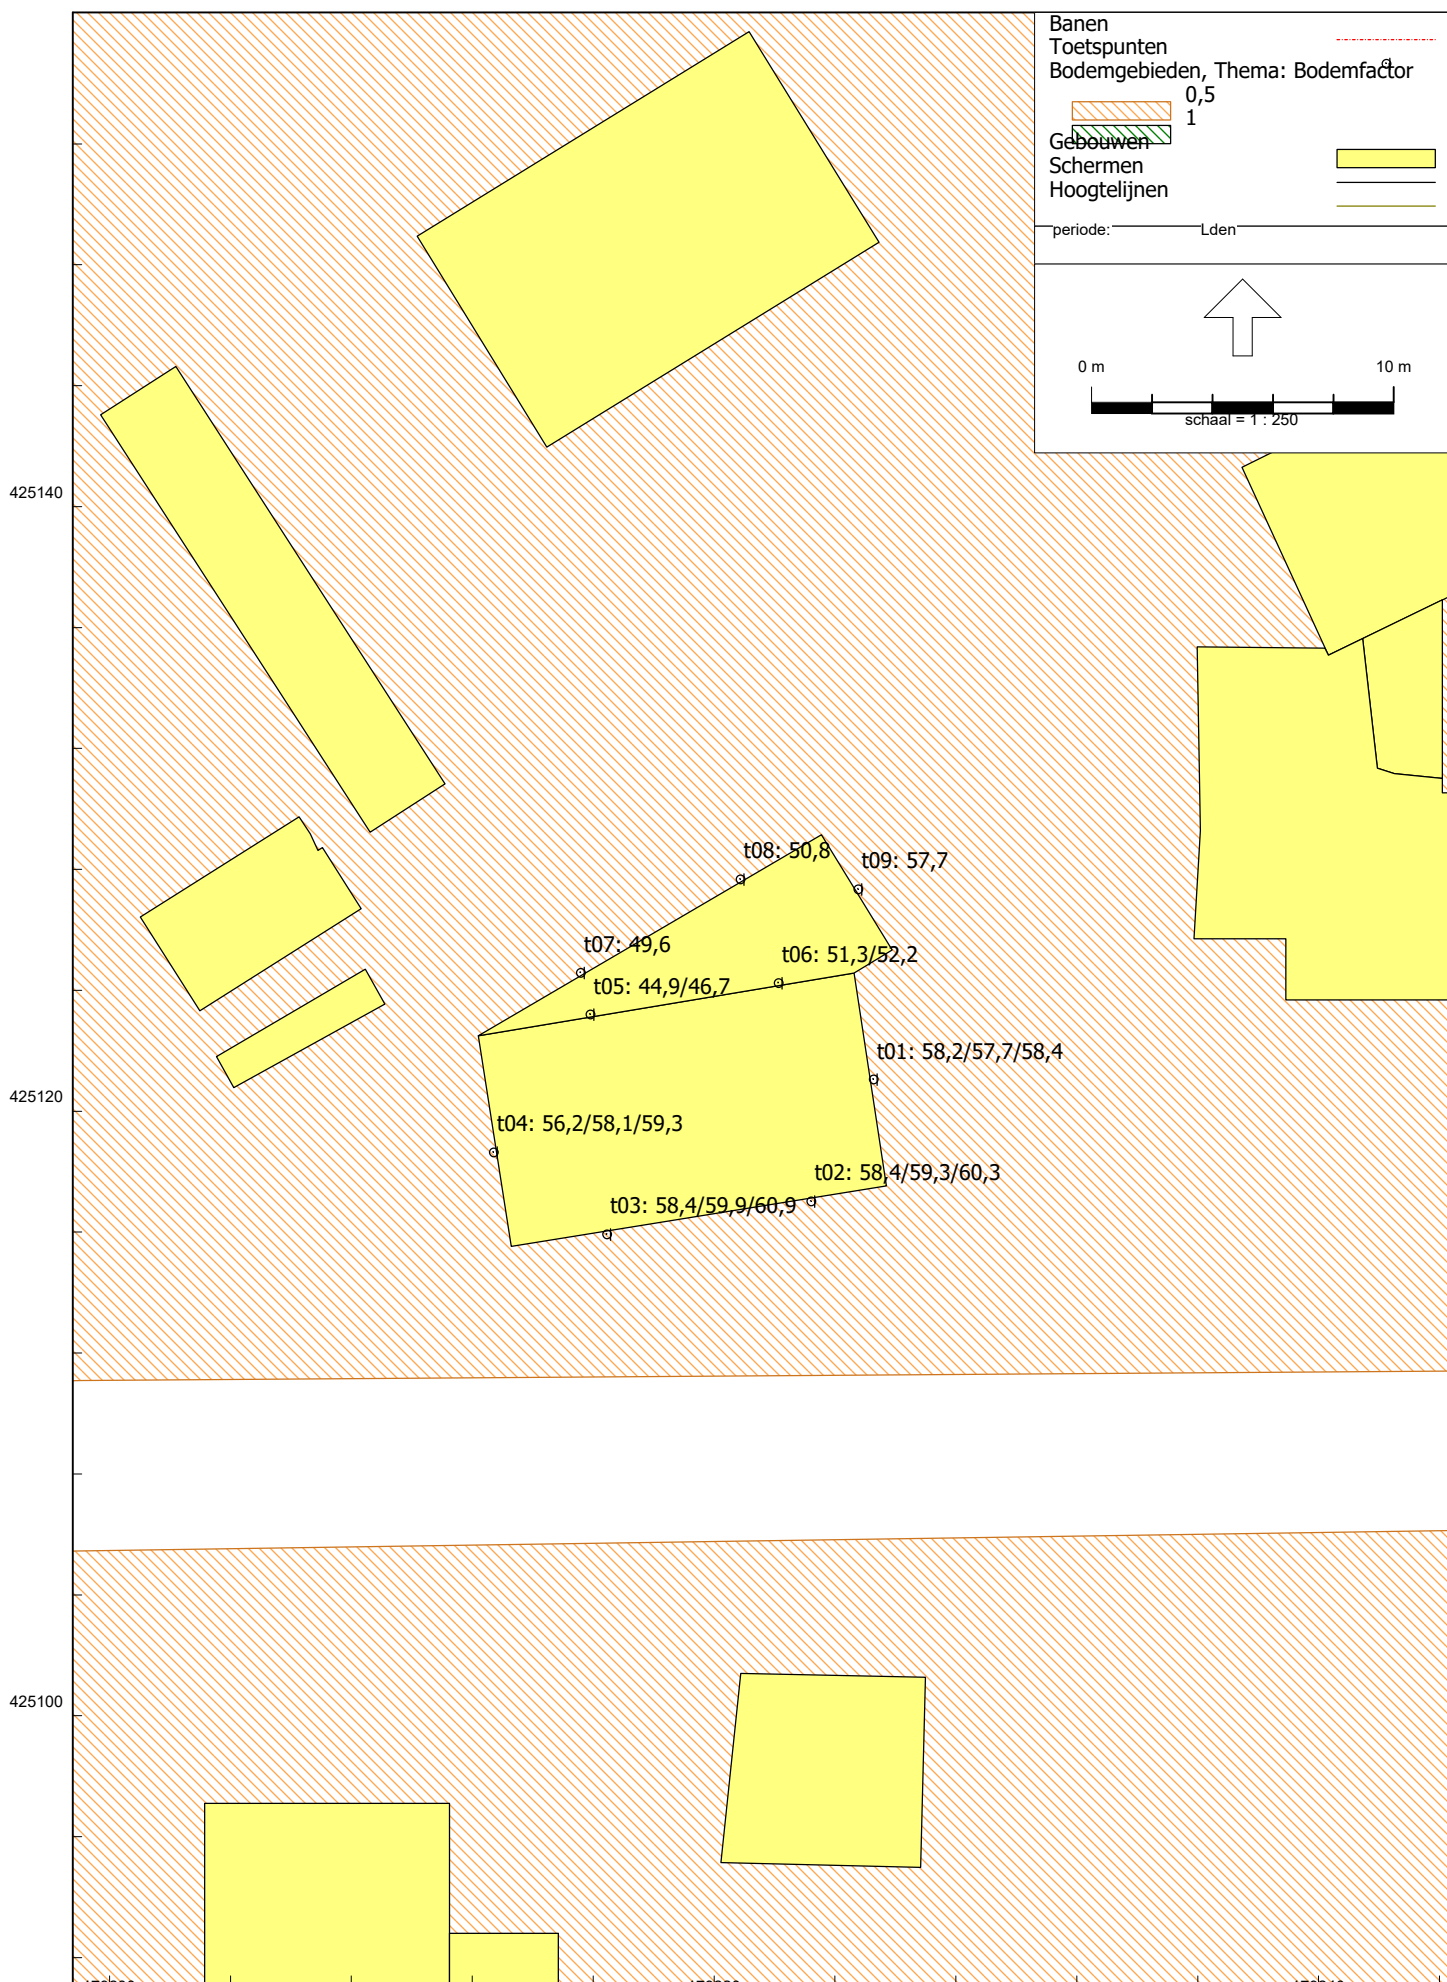 Banen
Toetspunten
Bodemgebieden, Thema: Bodemfactor
0,5
1
Gebouwen
Schermen
Hoogtelijnen
periode: Lden
0 m 10 m
schaal = 1 : 250
425140
t08: 50,8
t09: 57,7
t07: 49,6
t06: 51,3/52,2
t05: 44,9/46,7
t01: 58,2/57,7/58,4
425120
t04: 56,2/58,1/59,3
t02: 58,4/59,3/60,3
t03: 58,4/59,9/60,9
425100